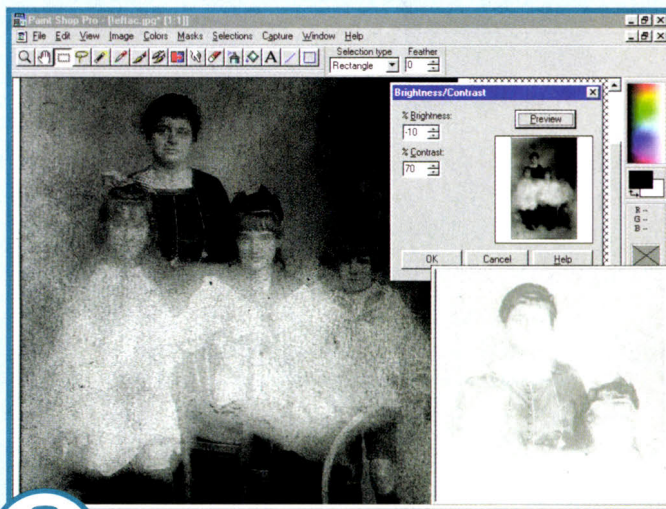 Paint Shop Pro - [leftac.jpg* [1:1]]
File Edit View Image Colors Masks Selections Capture Window Help
Selection type Feather
Rectangle 0
Brightness/Contrast
% Brightness:
-10
Preview
% Contrast:
70
OK Cancel Help
R -
G -
B -